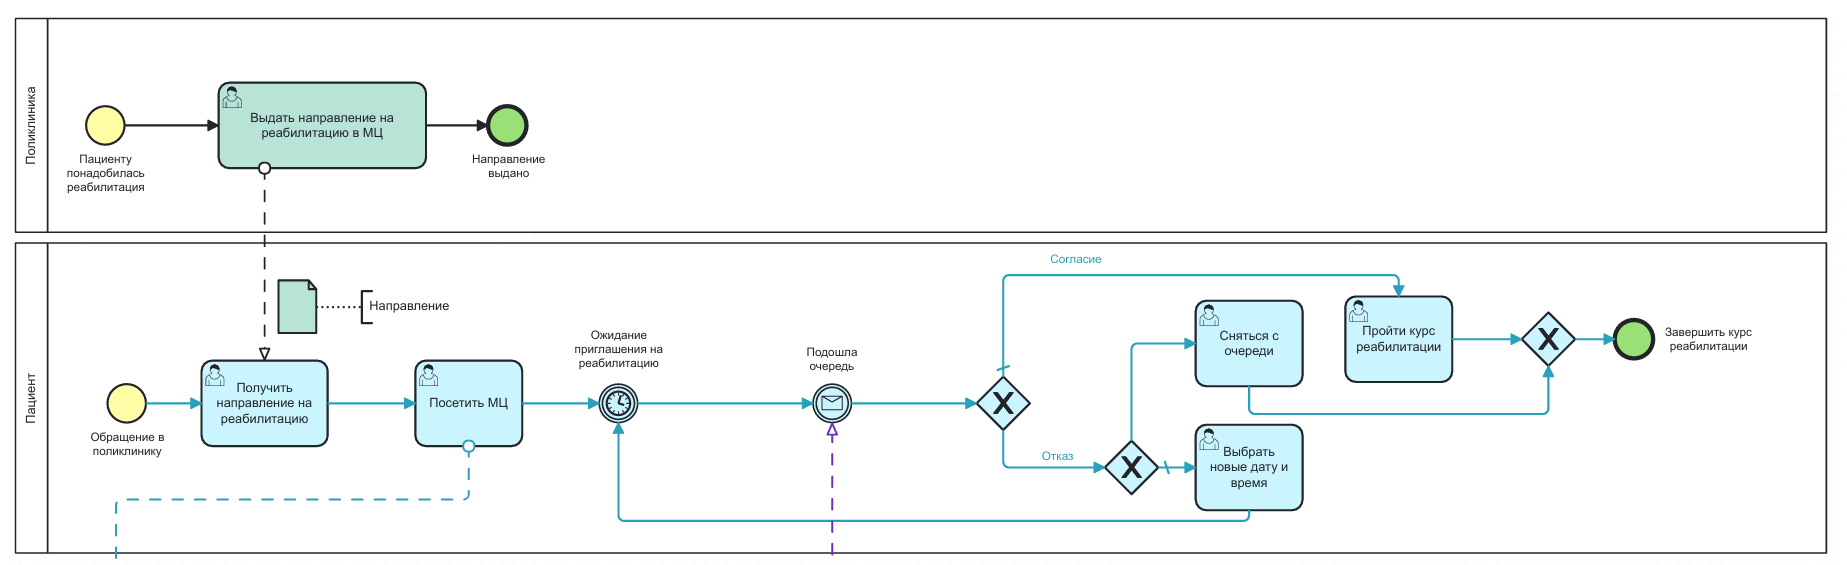 Поликлиника
Выдать направление на
реабилитацию в МЦ
Пациенту
понадобилась
реабилитация
Направление
выдано
Пациент
Согласие
Направление
Ожидание
приглашения на
реабилитацию
Подошла
очередь
Сняться с
очереди
Пройти курс
реабилитации
Завершить курс
реабилитации
Получить
направление на
реабилитацию
Посетить МЦ
Обращение в
поликлинику
Отказ
Выбрать
новые дату и
время